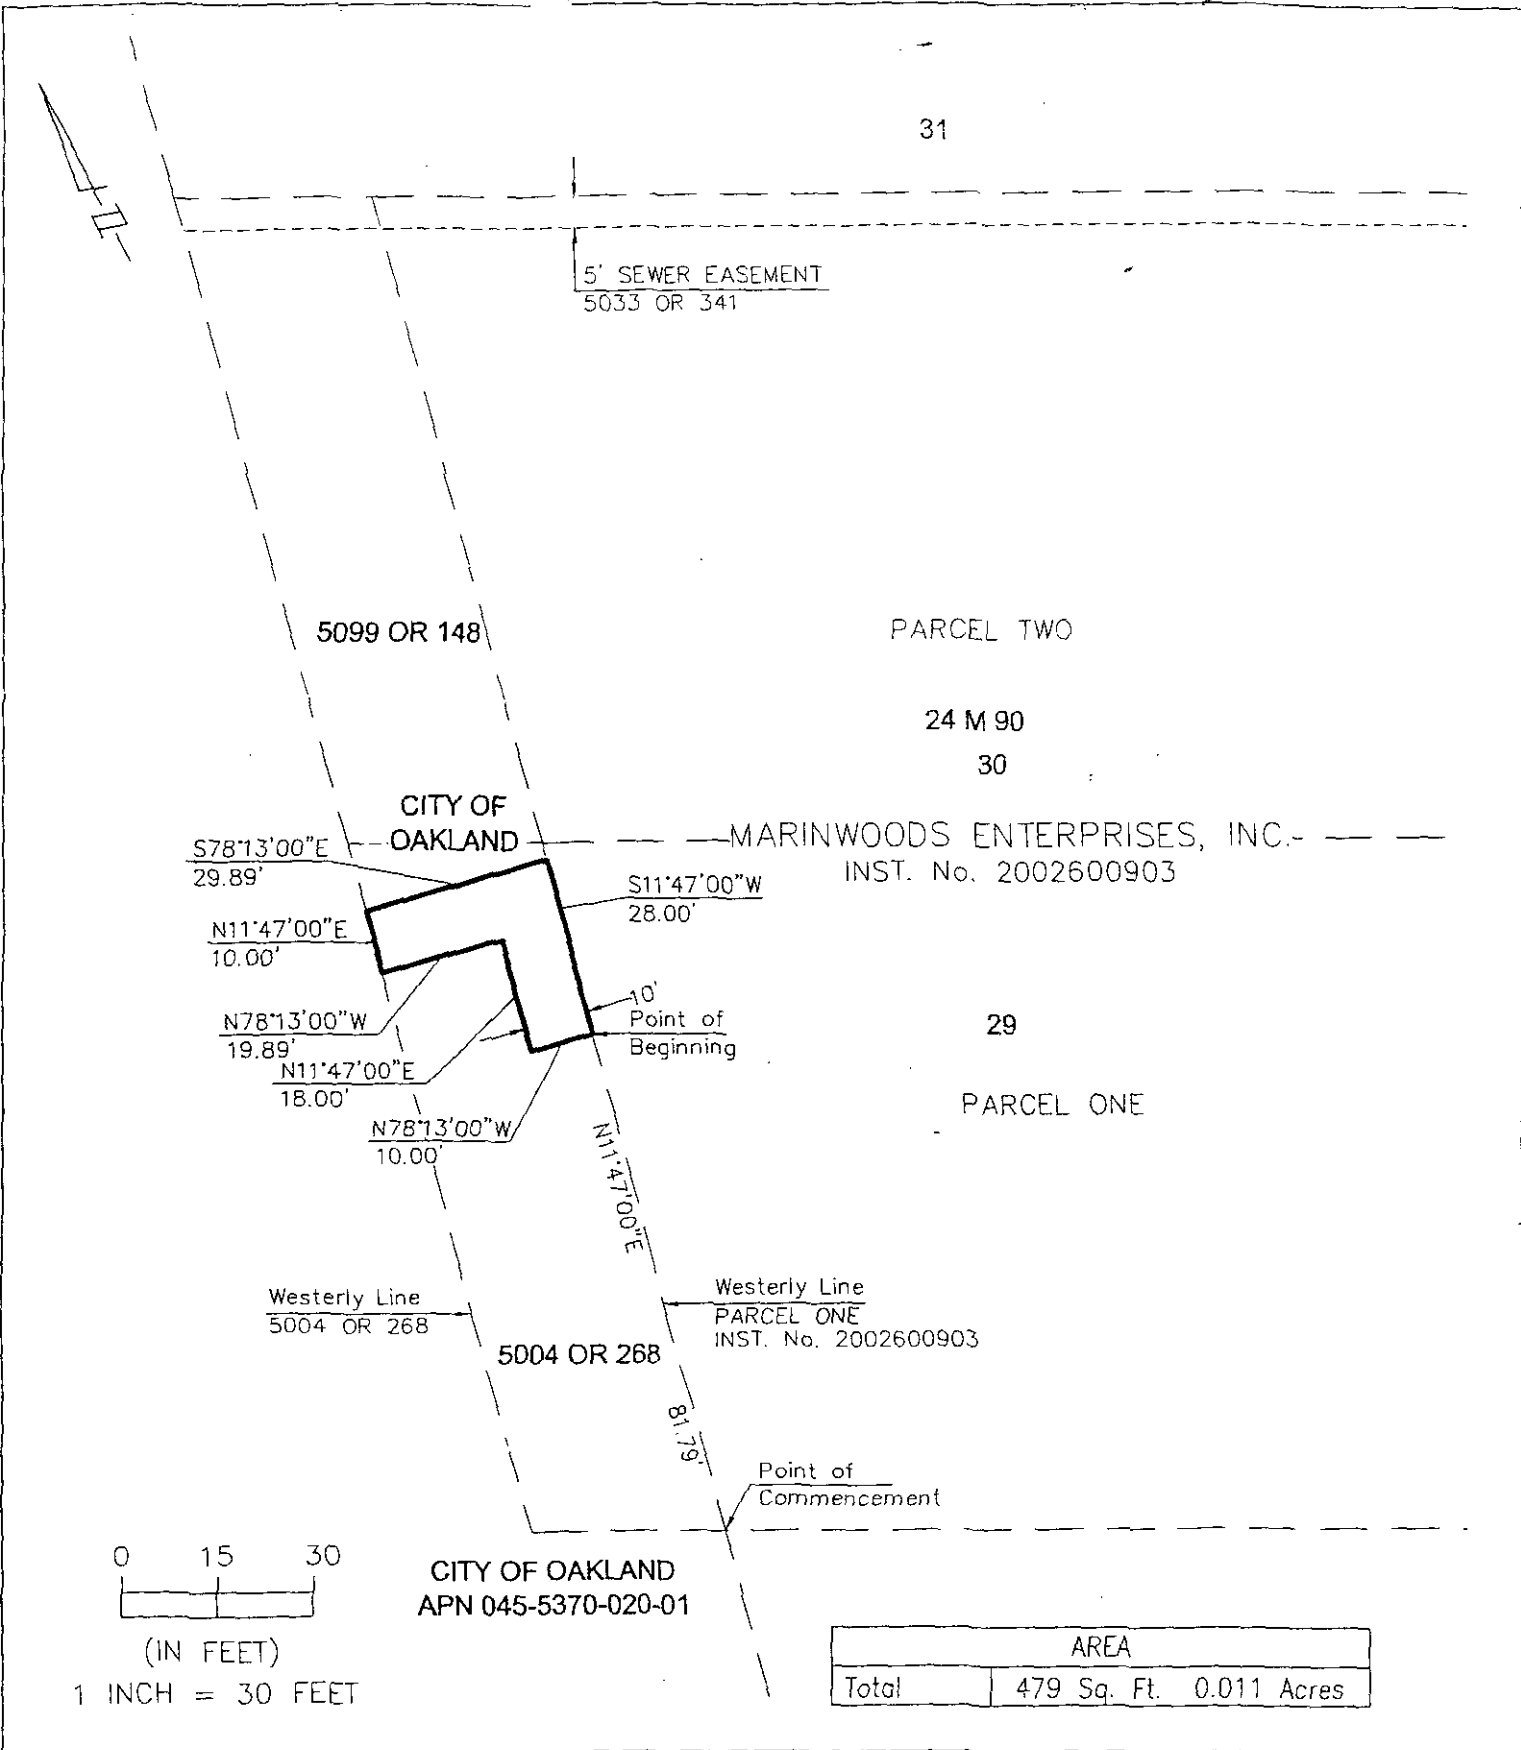 31
5' SEWER EASEMENT
5033 OR 341
5099 OR 148
PARCEL TWO
24 M 90
30
CITY OF
OAKLAND
MARINWOODS ENTERPRISES, INC.
INST. No. 2002600903
S78°13'00"E
29.89'
S11°47'00"W
28.00'
N11°47'00"E
10.00'
10'
Point of
Beginning
29
N78°13'00"W
19.89'
N11°47'00"E
18.00'
PARCEL ONE
N78°13'00"W
10.00'
N11°47'00"E
Westerly Line
5004 OR 268
Westerly Line
PARCEL ONE
INST. No. 2002600903
5004 OR 268
81.79'
Point of
Commencement
0 15 30
(IN FEET)
1 INCH = 30 FEET
CITY OF OAKLAND
APN 045-5370-020-01
AREA
Total 479 Sq. Ft. 0.011 Acres